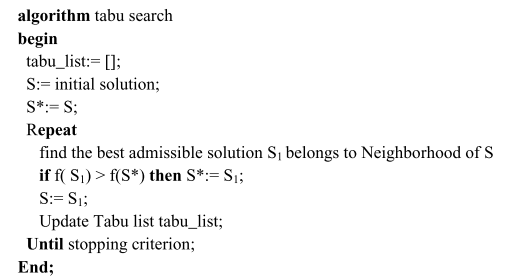 algorithm tabu search
begin
tabu_list:= [];
S:= initial solution;
S*:= S;
Repeat
find the best admissible solution S₁ belongs to Neighborhood of S
if f( S₁) > f(S*) then S*:= S₁;
S:= S₁;
Update Tabu list tabu_list;
Until stopping criterion;
End;